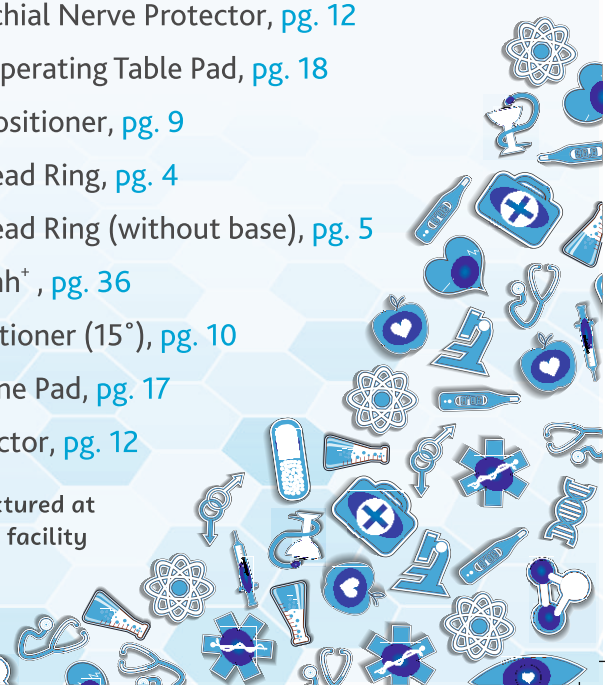 chial Nerve Protector, pg. 12
perating Table Pad, pg. 18
ositioner, pg. 9
ead Ring, pg. 4
ead Ring (without base), pg. 5
nh⁺ , pg. 36
tioner (15˚), pg. 10
ne Pad, pg. 17
ctor, pg. 12
ctured at
facility